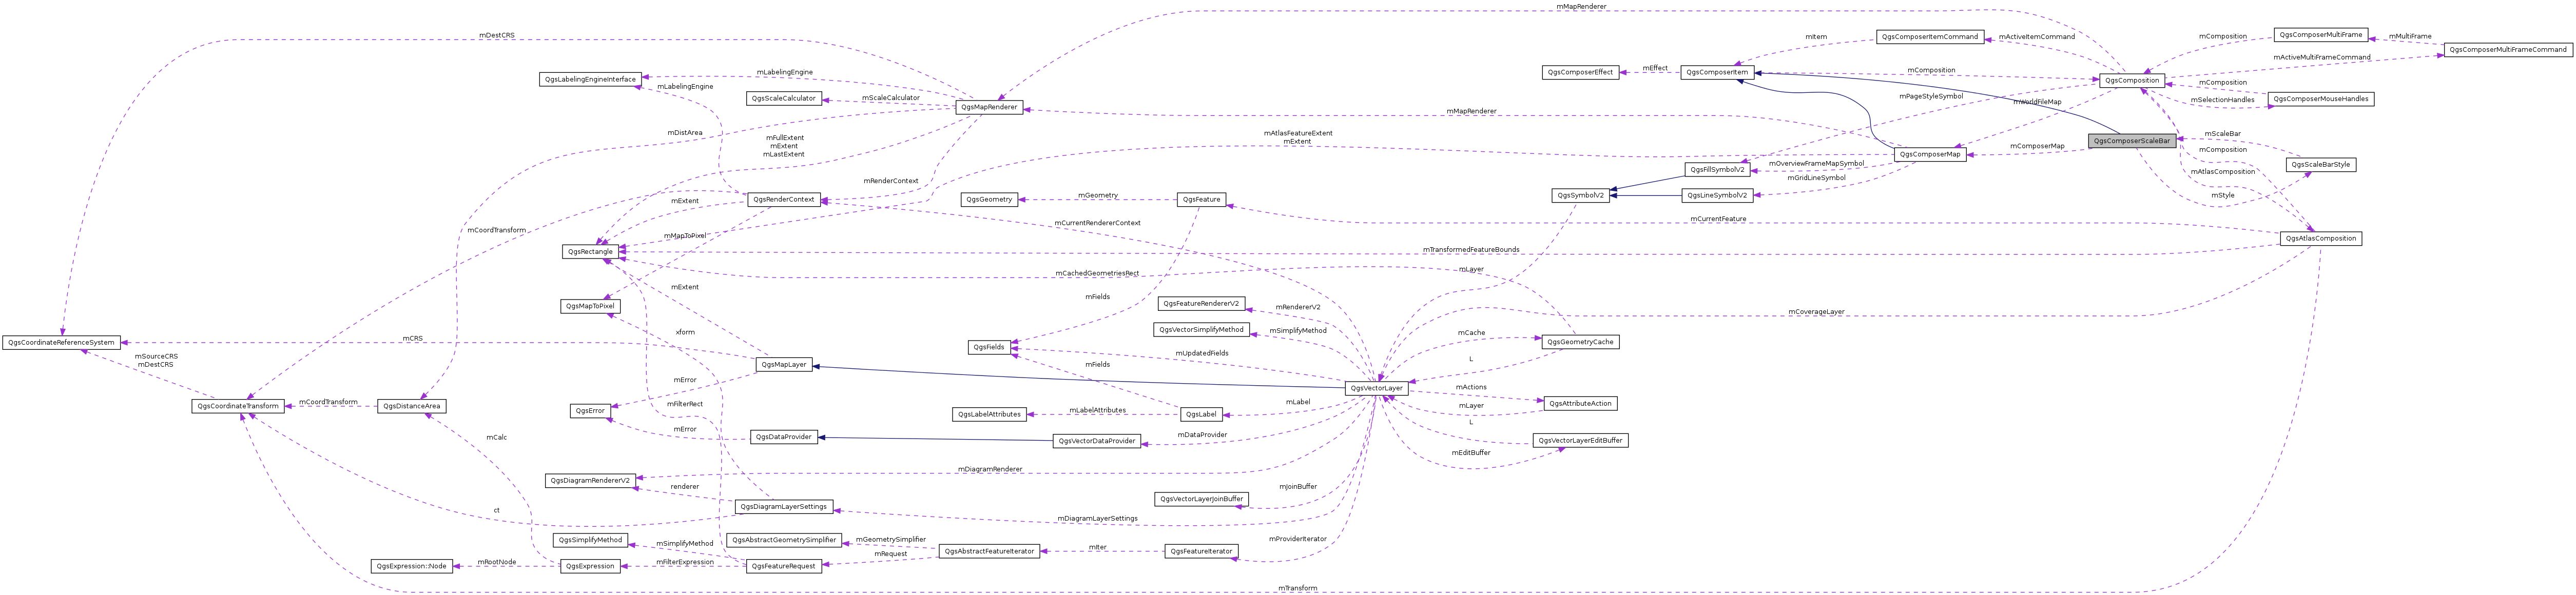 mMapRenderer
mDestCRS
mItem
QgsComposerItemCommand
mActiveItemCommand
mComposition
QgsComposerMultiFrame
mMultiFrame
QgsComposerMultiFrameCommand
mActiveMultiFrameCommand
QgsLabelingEngineInterface
mLabelingEngine
mLabelingEngine
QgsComposerEffect
mEffect
QgsComposerItem
mComposition
QgsComposition
mComposition
QgsScaleCalculator
mScaleCalculator
QgsMapRenderer
mMapRenderer
mPageStyleSymbol
mWorldFileMap
mSelectionHandles
QgsComposerMouseHandles
mDistArea
mFullExtent
mExtent
mLastExtent
mAtlasFeatureExtent
mExtent
QgsComposerScaleBar
mScaleBar
mComposition
mComposerMap
QgsComposerMap
QgsScaleBarStyle
mOverviewFrameMapSymbol
QgsFillSymbolV2
mGridLineSymbol
mAtlasComposition
mStyle
mRenderContext
QgsRenderContext
QgsGeometry
mGeometry
QgsFeature
QgsSymbolV2
QgsLineSymbolV2
mExtent
mCoordTransform
mMapToPixel
mCurrentRendererContext
mCurrentFeature
QgsAtlasComposition
QgsRectangle
mTransformedFeatureBounds
mCachedGeometriesRect
mLayer
mExtent
mFields
QgsMapToPixel
QgsFeatureRendererV2
mRendererV2
mCoverageLayer
xform
QgsVectorSimplifyMethod
mSimplifyMethod
mCache
QgsGeometryCache
QgsCoordinateReferenceSystem
mCRS
mSourceCRS
mDestCRS
QgsFields
mUpdatedFields
L
QgsMapLayer
mFields
mError
QgsVectorLayer
mActions
QgsAttributeAction
mLayer
QgsCoordinateTransform
mCoordTransform
QgsDistanceArea
QgsError
mFilterRect
mLabel
QgsLabelAttributes
mLabelAttributes
QgsLabel
mError
QgsDataProvider
QgsVectorDataProvider
mDataProvider
L
QgsVectorLayerEditBuffer
mEditBuffer
mCalc
QgsDiagramRendererV2
mDiagramRenderer
renderer
mJoinBuffer
QgsVectorLayerJoinBuffer
QgsDiagramLayerSettings
ct
mDiagramLayerSettings
QgsSimplifyMethod
mSimplifyMethod
QgsAbstractGeometrySimplifier
mGeometrySimplifier
mProviderIterator
QgsAbstractFeatureIterator
mIter
QgsFeatureIterator
mRequest
QgsExpression::Node
mRootNode
QgsExpression
mFilterExpression
QgsFeatureRequest
mTransform